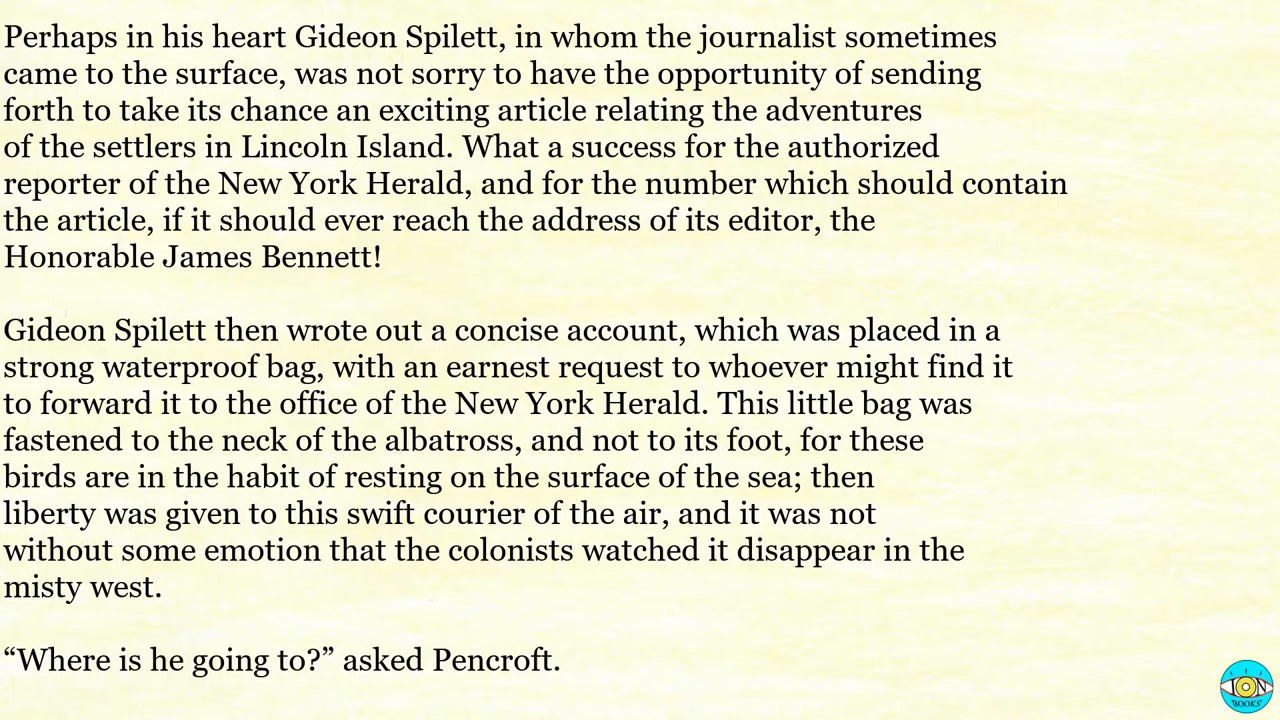 Perhaps in his heart Gideon Spilett, in whom the journalist sometimes
came to the surface, was not sorry to have the opportunity of sending
forth to take its chance an exciting article relating the adventures
of the settlers in Lincoln Island. What a success for the authorized
reporter of the New York Herald, and for the number which should contain
the article, if it should ever reach the address of its editor, the
Honorable James Bennett!
Gideon Spilett then wrote out a concise account, which was placed in a
strong waterproof bag, with an earnest request to whoever might find it
to forward it to the office of the New York Herald. This little bag was
fastened to the neck of the albatross, and not to its foot, for these
birds are in the habit of resting on the surface of the sea; then
liberty was given to this swift courier of the air, and it was not
without some emotion that the colonists watched it disappear in the
misty west.
“Where is he going to?” asked Pencroft.
ION
BOOKS